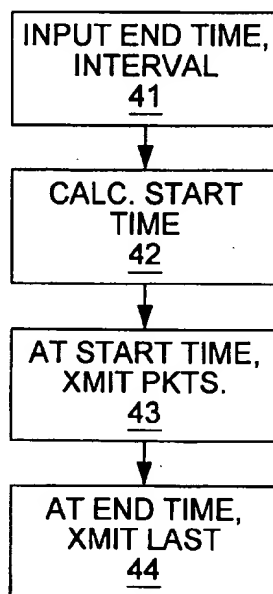 INPUT END TIME,
INTERVAL
41
CALC. START
TIME
42
AT START TIME,
XMIT PKTS.
43
AT END TIME,
XMIT LAST
44